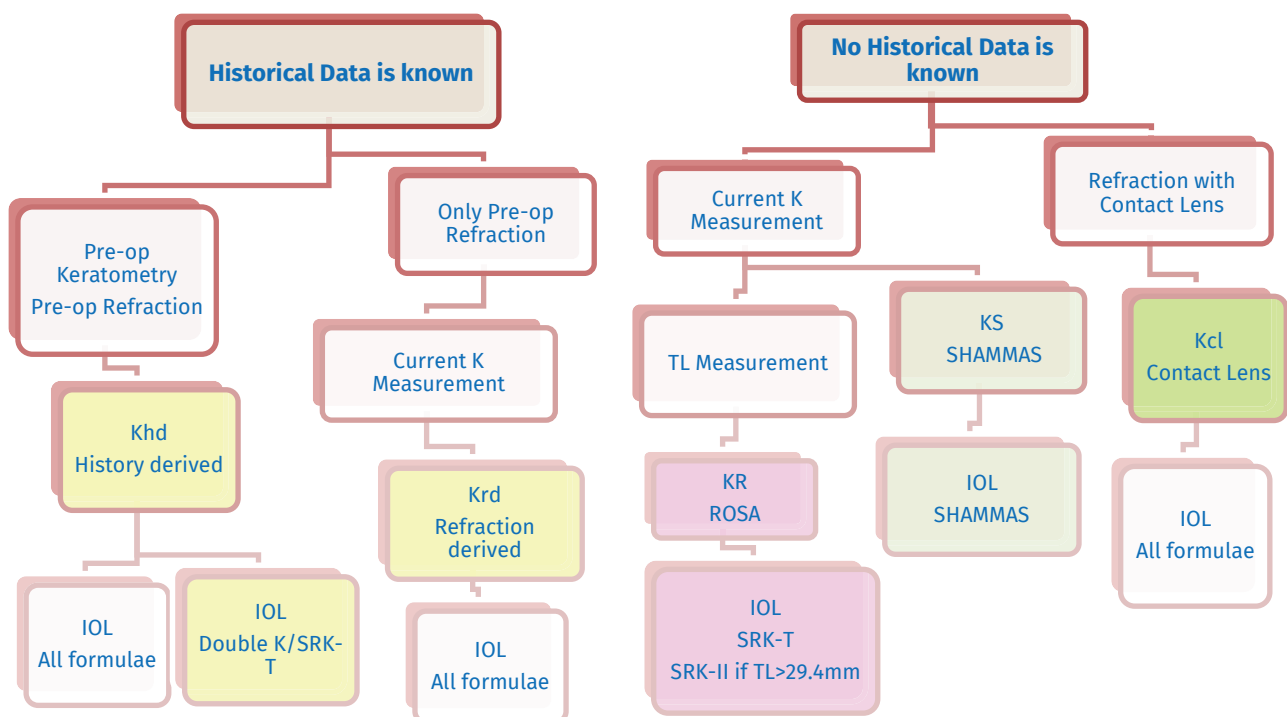 Historical Data is known
No Historical Data is
known
Pre-op
Keratometry
Pre-op Refraction
Only Pre-op
Refraction
Current K
Measurement
Refraction with
Contact Lens
Khd
History derived
Current K
Measurement
TL Measurement
KS
SHAMMAS
Kcl
Contact Lens
Krd
Refraction
derived
KR
ROSA
IOL
SHAMMAS
IOL
All formulae
IOL
All formulae
IOL
Double K/SRK-
T
IOL
All formulae
IOL
SRK-T
SRK-II if TL>29.4mm